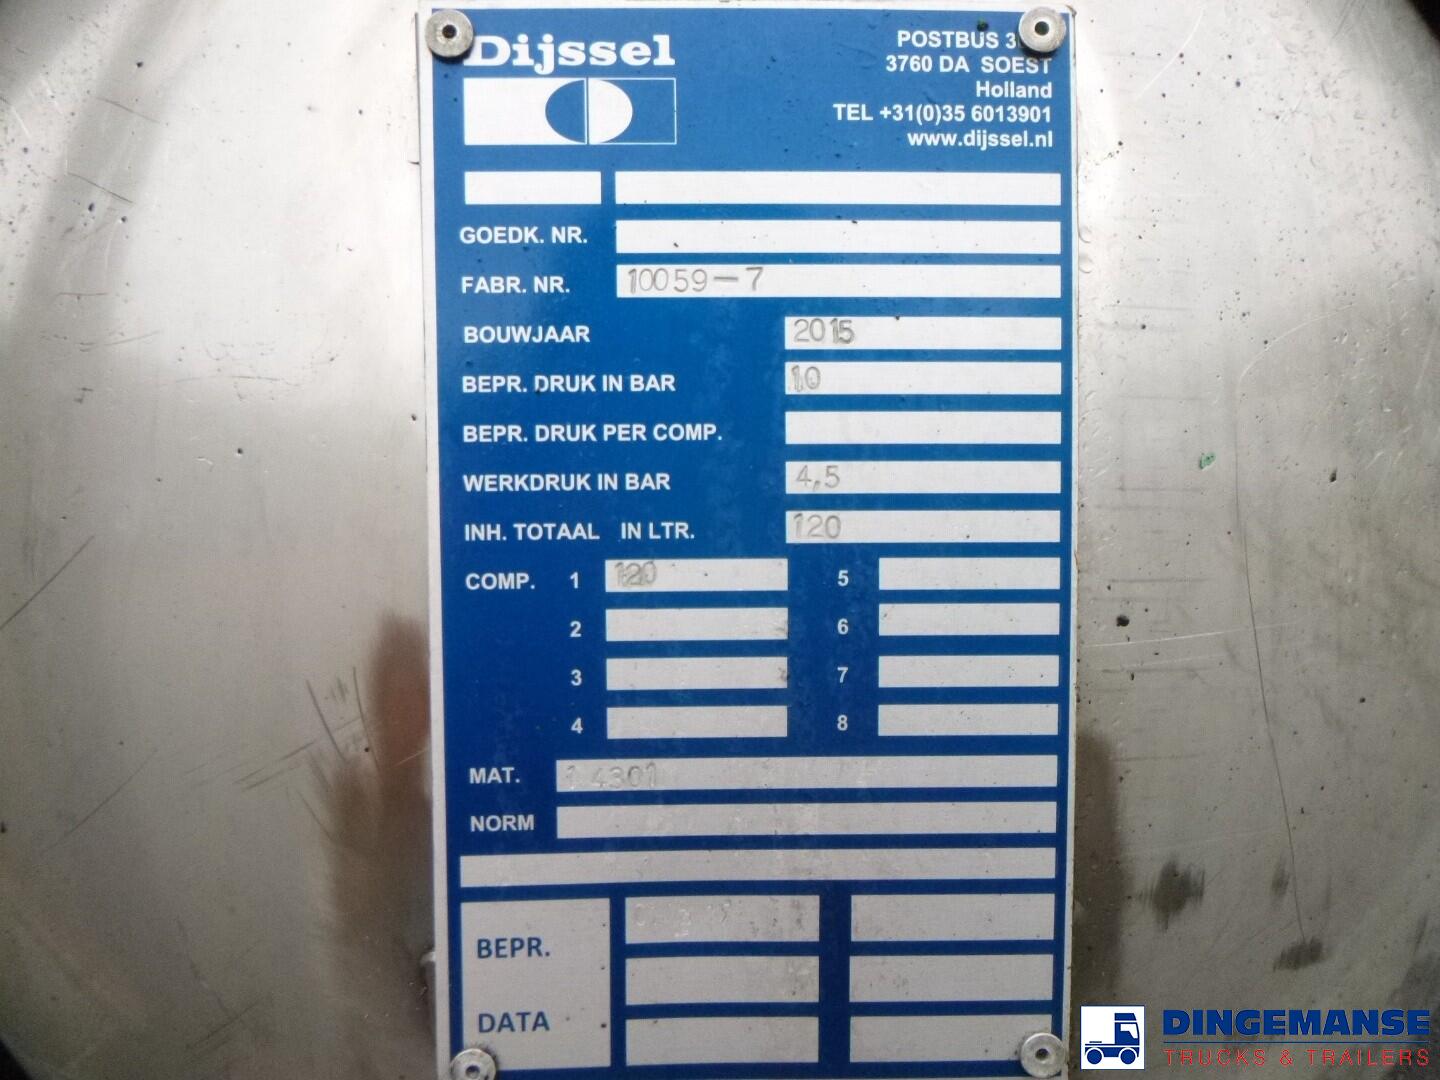 Dijssel
POSTBUS
3760 DA SOEST
Holland
TEL +31(0)35 6013901
www.dijssel.nl
GOEDK. NR.
FABR. NR. 10059-7
BOUWJAAR 2015
BEPR. DRUK IN BAR 10
BEPR. DRUK PER COMP.
WERKDRUK IN BAR 4,5
INH. TOTAAL IN LTR. 120
COMP. 1 120 5
2 6
3 7
4 8
MAT. 1 4301
NORM
BEPR.
DATA
DINGEMANSE
TRUCKS & TRAILERS